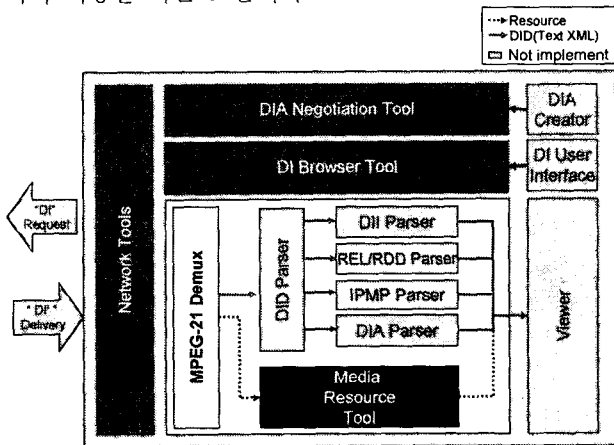 Resource
DID(Text XML)
Not implement
Network Tools
DIA Negotiation Tool
DIA
Creator
DI Browser Tool
DI User
Interface
"DI"
Request
"DI"
Delivery
MPEG-21 Demux
DID Parser
DII Parser
REL/RDD Parser
IPMP Parser
DIA Parser
Media
Resource
Tool
Viewer